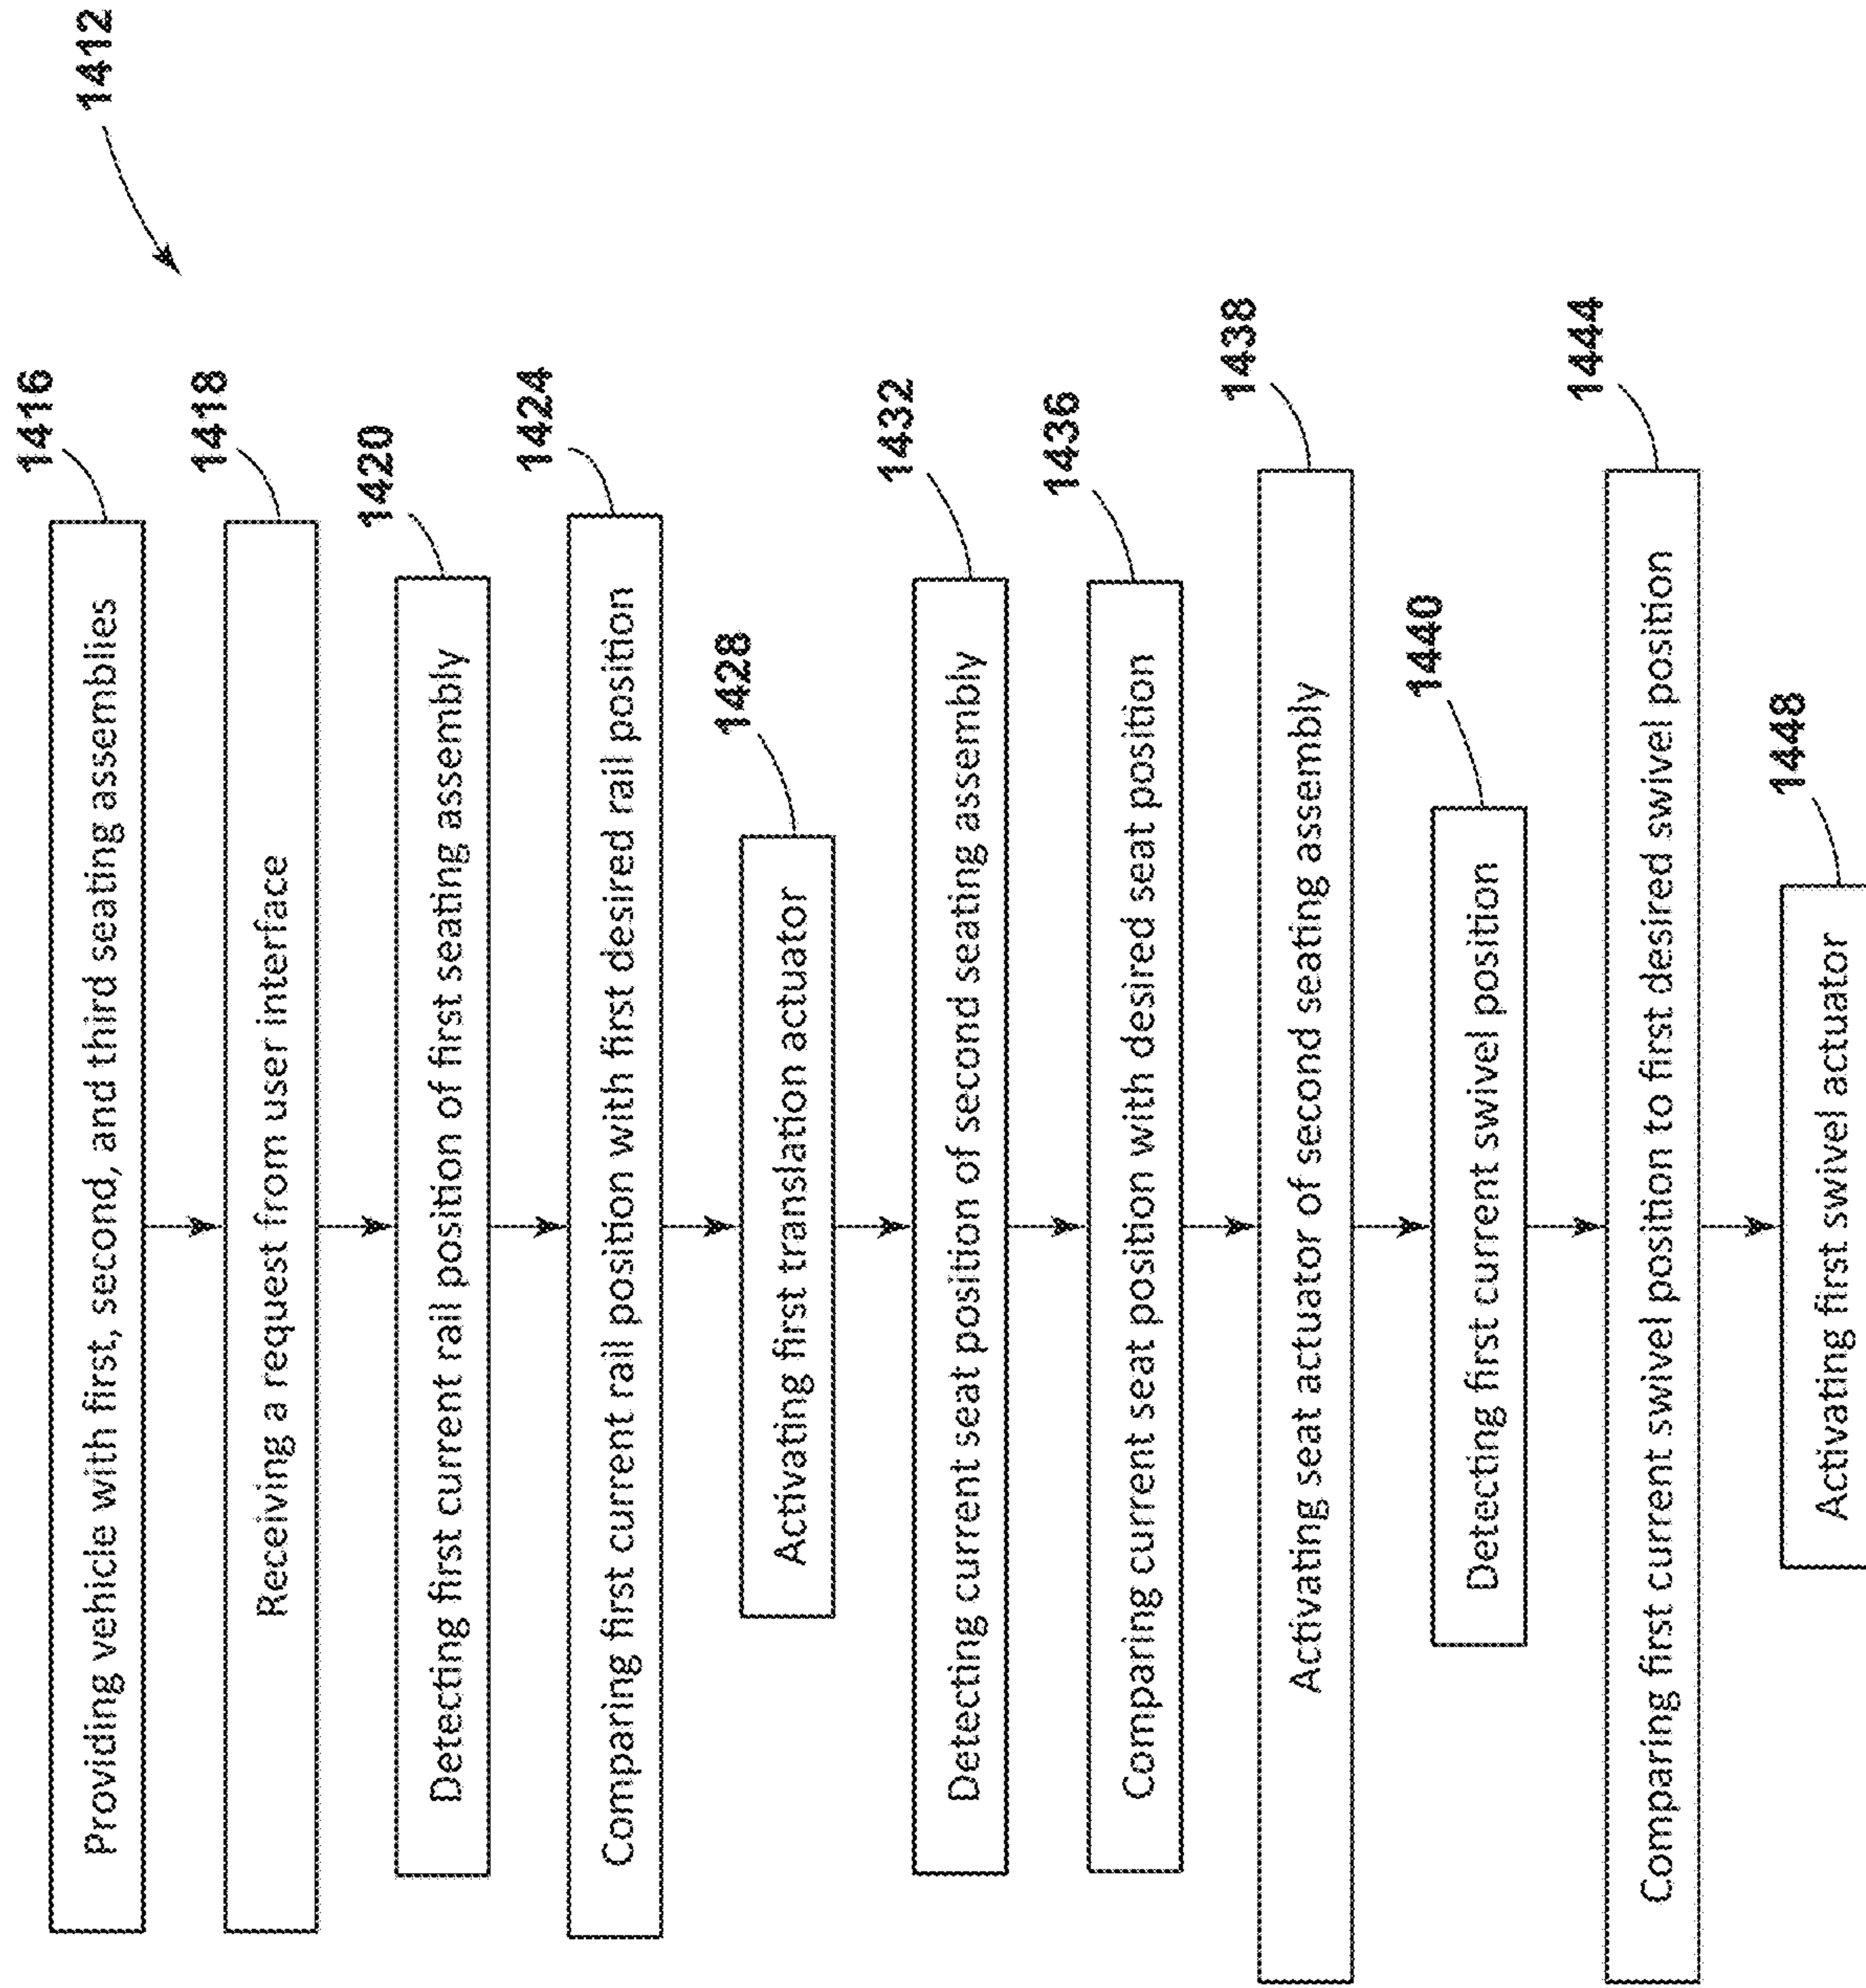 1412
Providing vehicle with first, second, and third seating assemblies
1416
Receiving a request from user interface
1418
Detecting first current rail position of first seating assembly
1420
Comparing first current rail position with first desired rail position
1424
Activating first translation actuator
1428
Detecting current seat position of second seating assembly
1432
Comparing current seat position with desired seat position
1436
Activating seat actuator of second seating assembly
1438
Detecting first current swivel position
1440
Comparing first current swivel position to first desired swivel position
1444
Activating first swivel actuator
1448